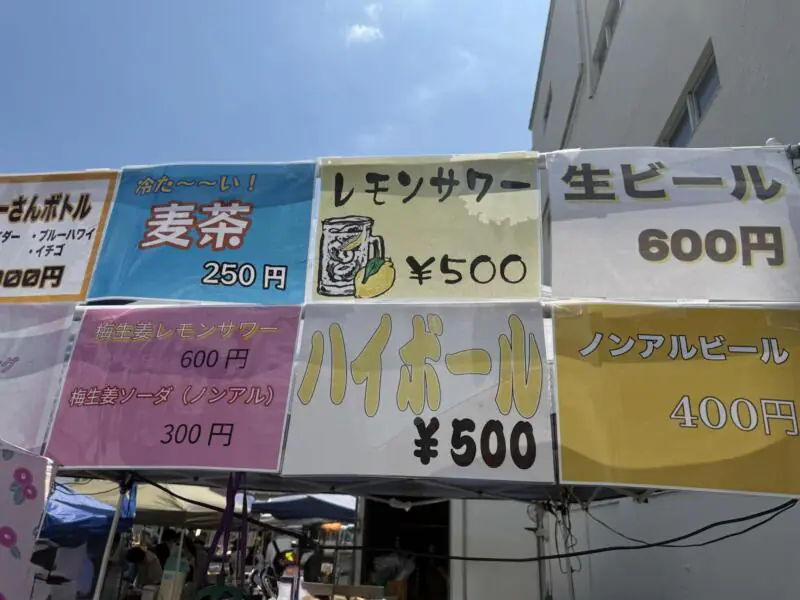 ーさんボトル
イダー ・ブルーハワイ
・イチゴ
00円
冷た〜〜い！
麦茶
250円
レモンサワー
¥500
生ビール
600円
梅生姜レモンサワー
600円
梅生姜ソーダ（ノンアル）
300円
ハイボール
¥500
ノンアルビール
400円